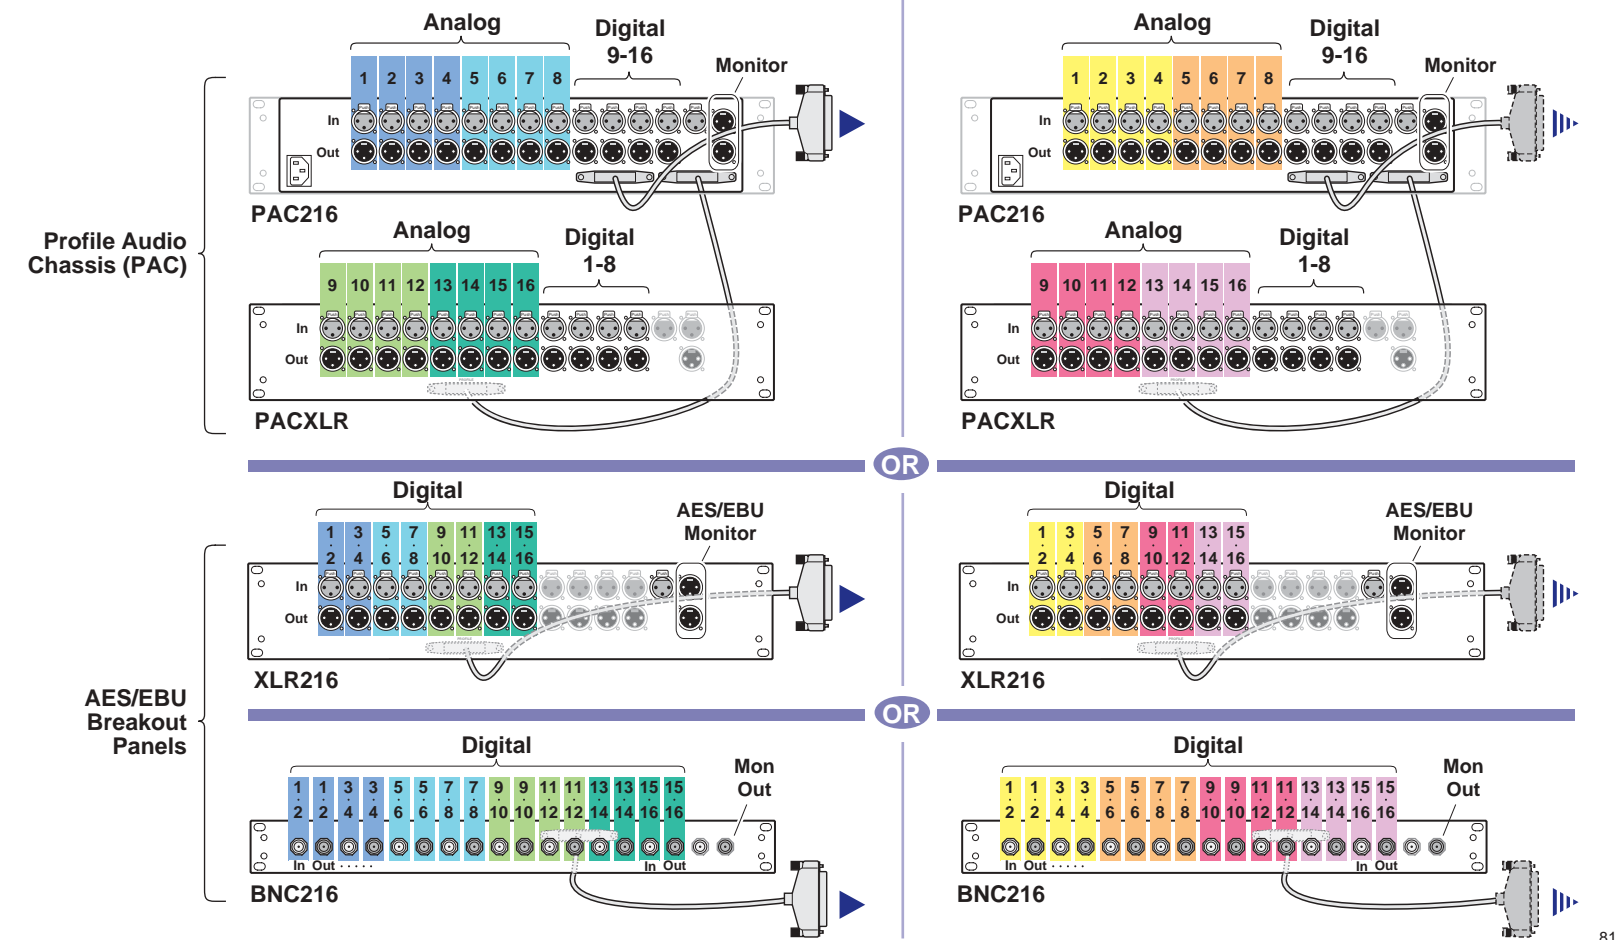 Analog
Digital
9-16
Monitor
1 2 3 4 5 6 7 8
In
Out
PAC216
Profile Audio
Chassis (PAC)
Analog
Digital
1-8
9 10 11 12 13 14 15 16
In
Out
PROFILE
PACXLR
Analog
Digital
9-16
Monitor
1 2 3 4 5 6 7 8
In
Out
PAC216
Analog
Digital
1-8
9 10 11 12 13 14 15 16
In
Out
PROFILE
PACXLR
OR
AES/EBU
Breakout
Panels
Digital
AES/EBU
Monitor
1 3 5 7 9 11 13 15
2 4 6 8 10 12 14 16
In
Out
PROFILE
XLR216
Digital
AES/EBU
Monitor
1 3 5 7 9 11 13 15
2 4 6 8 10 12 14 16
In
Out
PROFILE
XLR216
OR
Digital
Mon
Out
1 1 3 3 5 5 7 7 9 9 11 11 13 13 15 15
2 2 4 4 6 6 8 8 10 10 12 12 14 14 16 16
In Out ..... In Out
BNC216
Digital
Mon
Out
1 1 3 3 5 5 7 7 9 9 11 11 13 13 15 15
2 2 4 4 6 6 8 8 10 10 12 12 14 14 16 16
In Out ..... In Out
BNC216
81